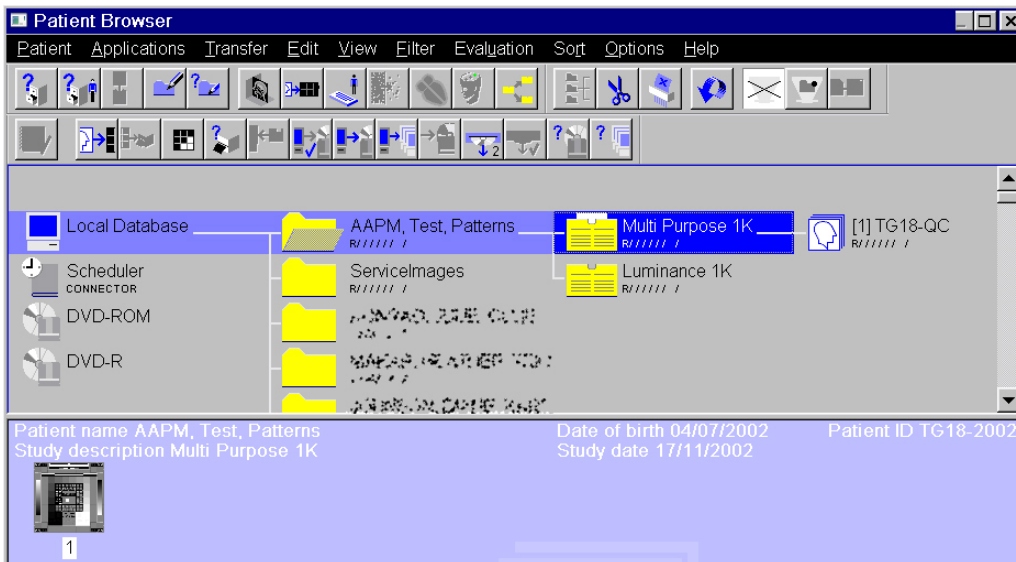 Patient Browser
Patient Applications Transfer Edit View Filter Evaluation Sort Options Help
? ? ?
? 2 ? ?
Local Database AAPM, Test, Patterns Multi Purpose 1K [1] TG18-QC
R////// / R////// / R////// /
Scheduler ServiceImages Luminance 1K
CONNECTOR R////// / R////// /
DVD-ROM
DVD-R
Patient name AAPM, Test, Patterns Date of birth 04/07/2002 Patient ID TG18-2002
Study description Multi Purpose 1K Study date 17/11/2002
1